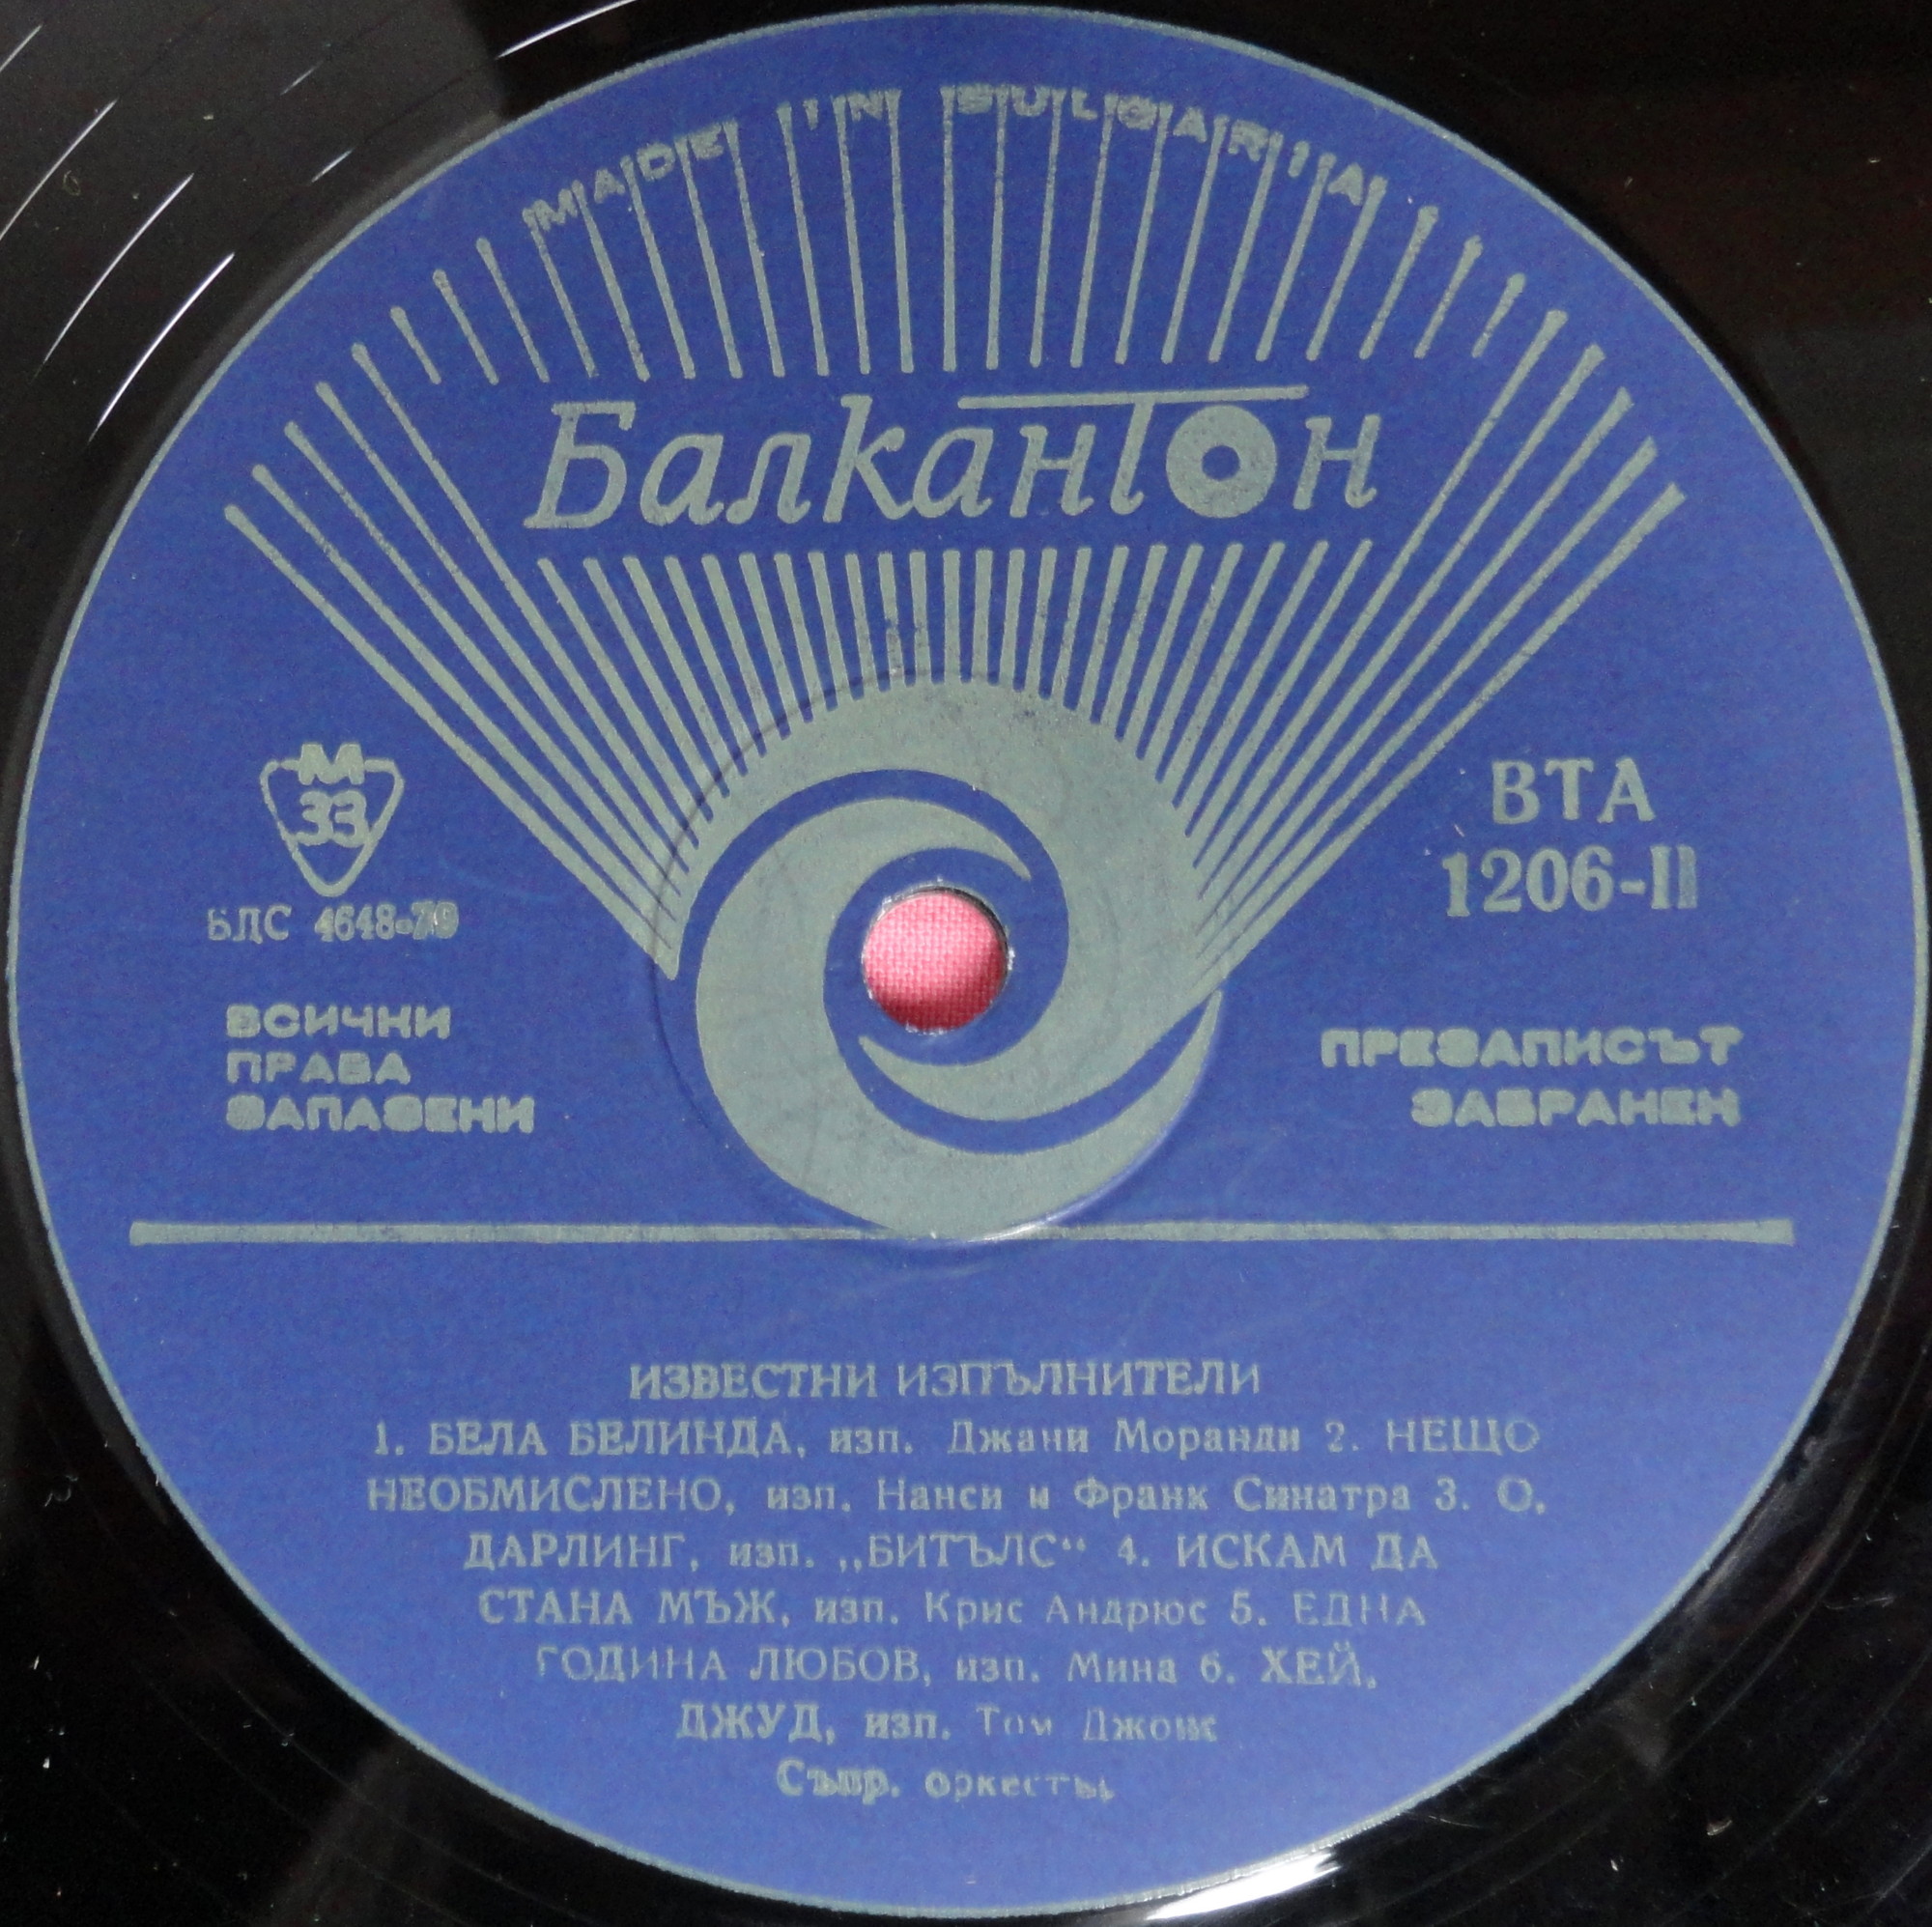 MADE IN BULGARIA
Балкантон
М
33
БДС 4648-79
ВТА
1206-II
ВСИЧКИ
ПРАВА
ЗАПАЗЕНИ
ПРЕЗАПИСЪТ
ЗАБРАНЕН
ИЗВЕСТНИ ИЗПЪЛНИТЕЛИ
1. БЕЛА БЕЛИНДА, изп. Джани Моранди 2. НЕЩО
НЕОБМИСЛЕНО, изп. Нанси и Франк Синатра 3. О,
ДАРЛИНГ, изп. „БИТЪЛС“ 4. ИСКАМ ДА
СТАНА МЪЖ, изп. Крис Андрюс 5. ЕДНА
ГОДИНА ЛЮБОВ, изп. Мина 6. ХЕЙ,
ДЖУД, изп. Том Джонс
Съпр. оркестър